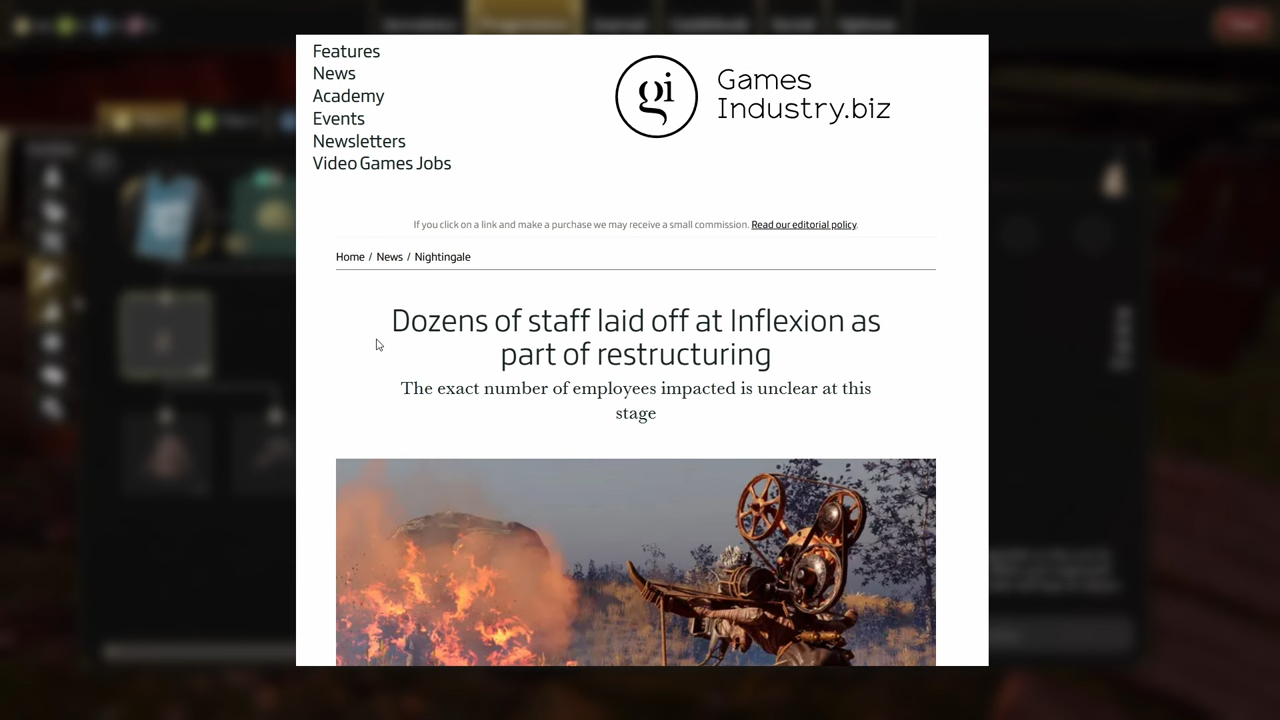 Features
News
Academy
Events
Newsletters
Video Games Jobs
gi
Games
Industry.biz
If you click on a link and make a purchase we may receive a small commission. Read our editorial policy.
Home / News / Nightingale
Dozens of staff laid off at Inflexion as
part of restructuring
The exact number of employees impacted is unclear at this
stage